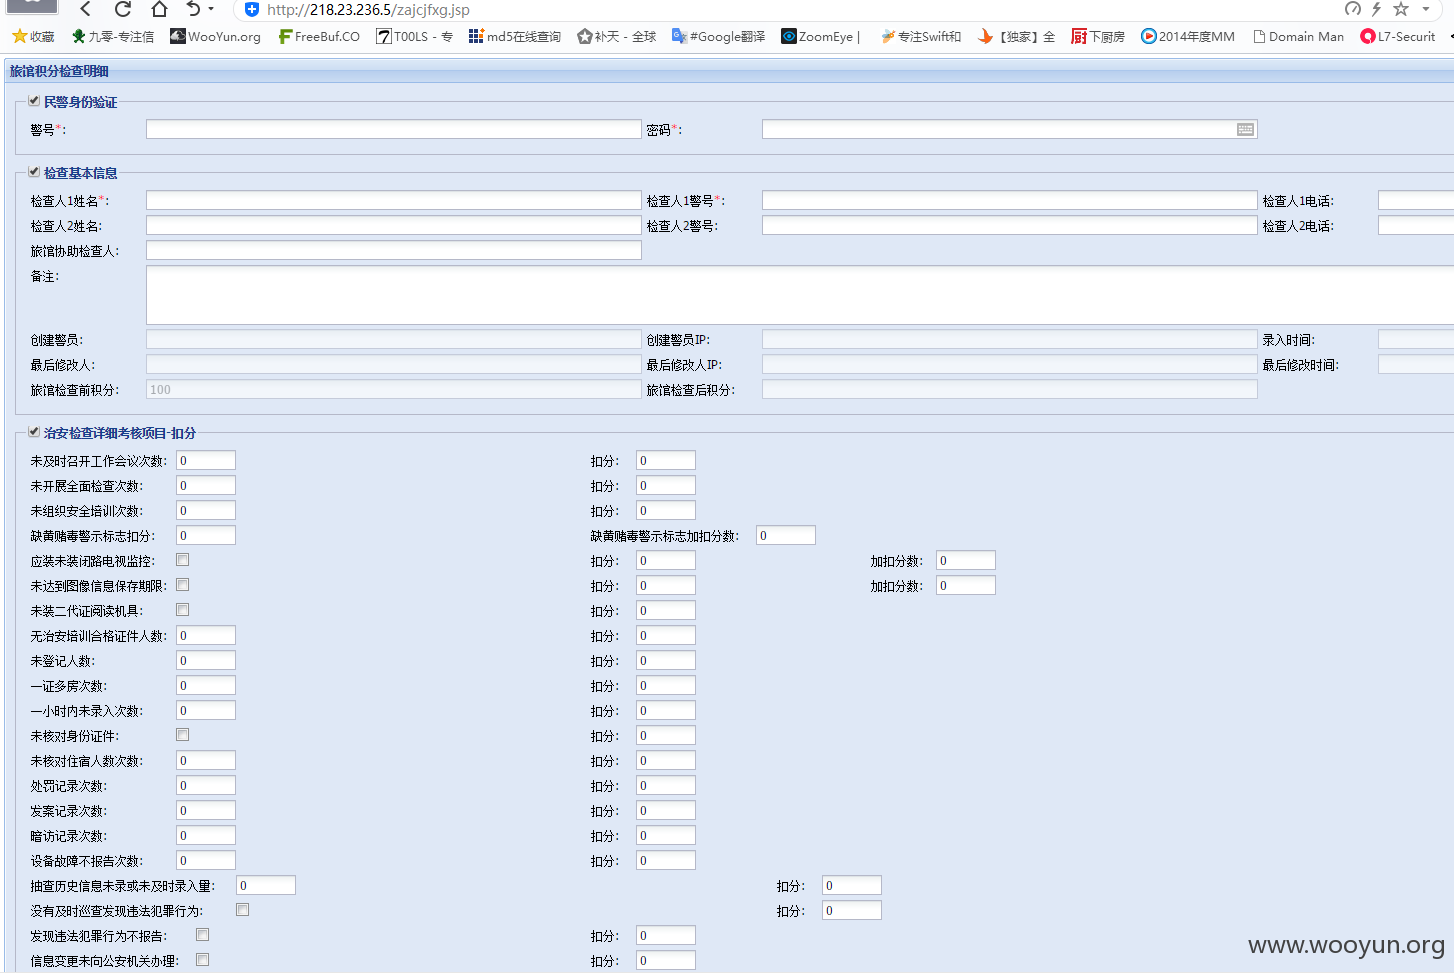 http://218.23.236.5/zajcjfxg.jsp
收藏 九零-专注信 WooYun.org FreeBuf.CO T00LS - 专 md5在线查询 补天 - 全球 #Google翻译 ZoomEye | 专注Swift和 【独家】全 下厨房 2014年度MM Domain Man L7-Securit
旅馆积分检查明细
民警身份验证
警号*: 密码*:
检查基本信息
检查人1姓名*: 检查人1警号*: 检查人1电话:
检查人2姓名: 检查人2警号: 检查人2电话:
旅馆协助检查人:
备注:
创建警员: 创建警员IP: 录入时间:
最后修改人: 最后修改人IP: 最后修改时间:
旅馆检查前积分: 100 旅馆检查后积分:
治安检查详细考核项目-扣分
未及时召开工作会议次数: 0 扣分: 0
未开展全面检查次数: 0 扣分: 0
未组织安全培训次数: 0 扣分: 0
缺黄赌毒警示标志扣分: 0 缺黄赌毒警示标志加扣分数: 0
应装未装闭路电视监控: 扣分: 0 加扣分数: 0
未达到图像信息保存期限: 扣分: 0 加扣分数: 0
未装二代证阅读机具: 扣分: 0
无治安培训合格证件人数: 0 扣分: 0
未登记人数: 0 扣分: 0
一证多房次数: 0 扣分: 0
一小时内未录入次数: 0 扣分: 0
未核对身份证件: 扣分: 0
未核对住宿人数次数: 0 扣分: 0
处罚记录次数: 0 扣分: 0
发案记录次数: 0 扣分: 0
暗访记录次数: 0 扣分: 0
设备故障不报告次数: 0 扣分: 0
抽查历史信息未录或未及时录入量: 0 扣分: 0
没有及时巡查发现违法犯罪行为: 扣分: 0
发现违法犯罪行为不报告: 扣分: 0
信息变更未向公安机关办理: 扣分: 0
www.wooyun.org